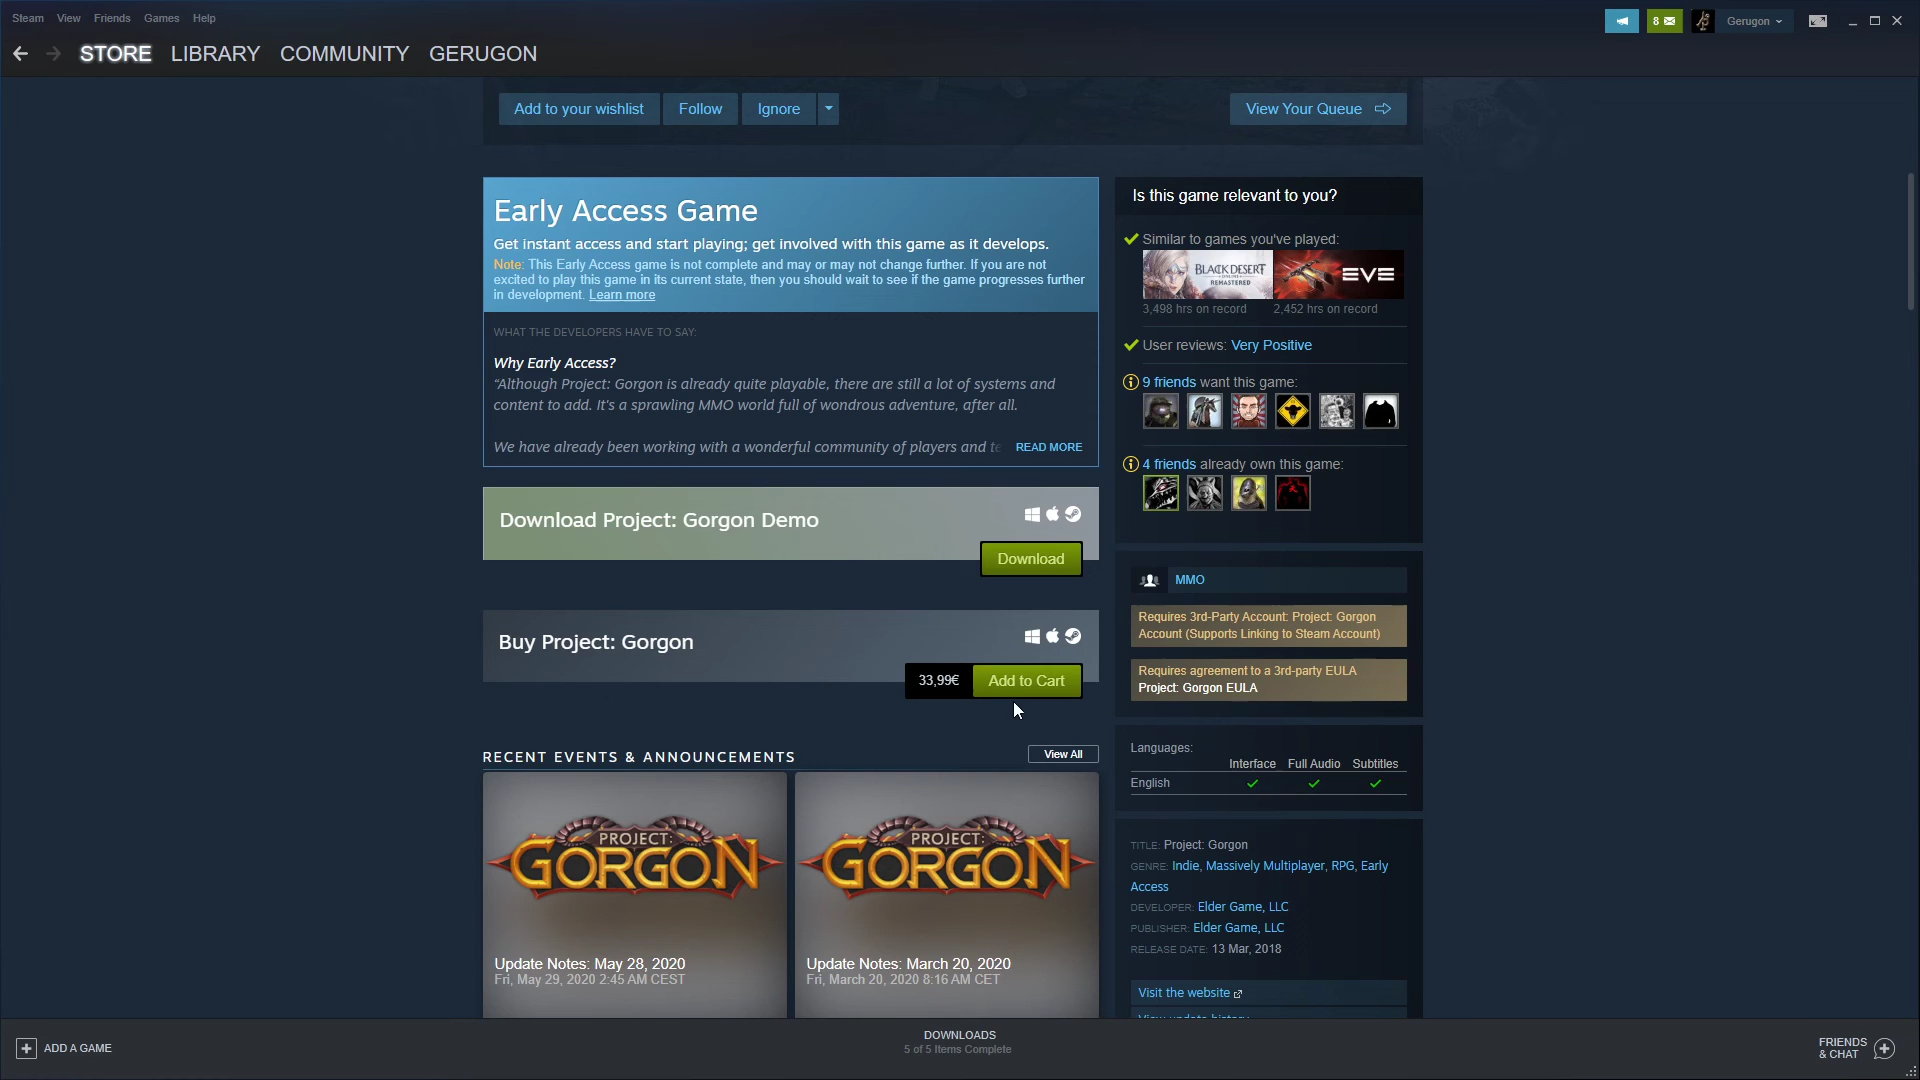 Steam View Friends Games Help
8 Gerugon
STORE LIBRARY COMMUNITY GERUGON
Add to your wishlist Follow Ignore View Your Queue
Early Access Game
Get instant access and start playing; get involved with this game as it develops.
Note: This Early Access game is not complete and may or may not change further. If you are not
excited to play this game in its current state, then you should wait to see if the game progresses further
in development. Learn more
WHAT THE DEVELOPERS HAVE TO SAY:
Why Early Access?
“Although Project: Gorgon is already quite playable, there are still a lot of systems and
content to add. It's a sprawling MMO world full of wondrous adventure, after all.
We have already been working with a wonderful community of players and te READ MORE
Download Project: Gorgon Demo
Download
Buy Project: Gorgon
33,99€ Add to Cart
RECENT EVENTS & ANNOUNCEMENTS View All
PROJECT:
GORGON
Update Notes: May 28, 2020
Fri, May 29, 2020 2:45 AM CEST
PROJECT:
GORGON
Update Notes: March 20, 2020
Fri, March 20, 2020 8:16 AM CET
Is this game relevant to you?
Similar to games you've played:
BLACK DESERT
REMASTERED
EVE
3,498 hrs on record 2,452 hrs on record
User reviews: Very Positive
9 friends want this game:
4 friends already own this game:
MMO
Requires 3rd-Party Account: Project: Gorgon
Account (Supports Linking to Steam Account)
Requires agreement to a 3rd-party EULA
Project: Gorgon EULA
Languages:
Interface Full Audio Subtitles
English
TITLE: Project: Gorgon
GENRE: Indie, Massively Multiplayer, RPG, Early
Access
DEVELOPER: Elder Game, LLC
PUBLISHER: Elder Game, LLC
RELEASE DATE: 13 Mar, 2018
Visit the website
View update history
ADD A GAME
DOWNLOADS
5 of 5 Items Complete
FRIENDS
& CHAT